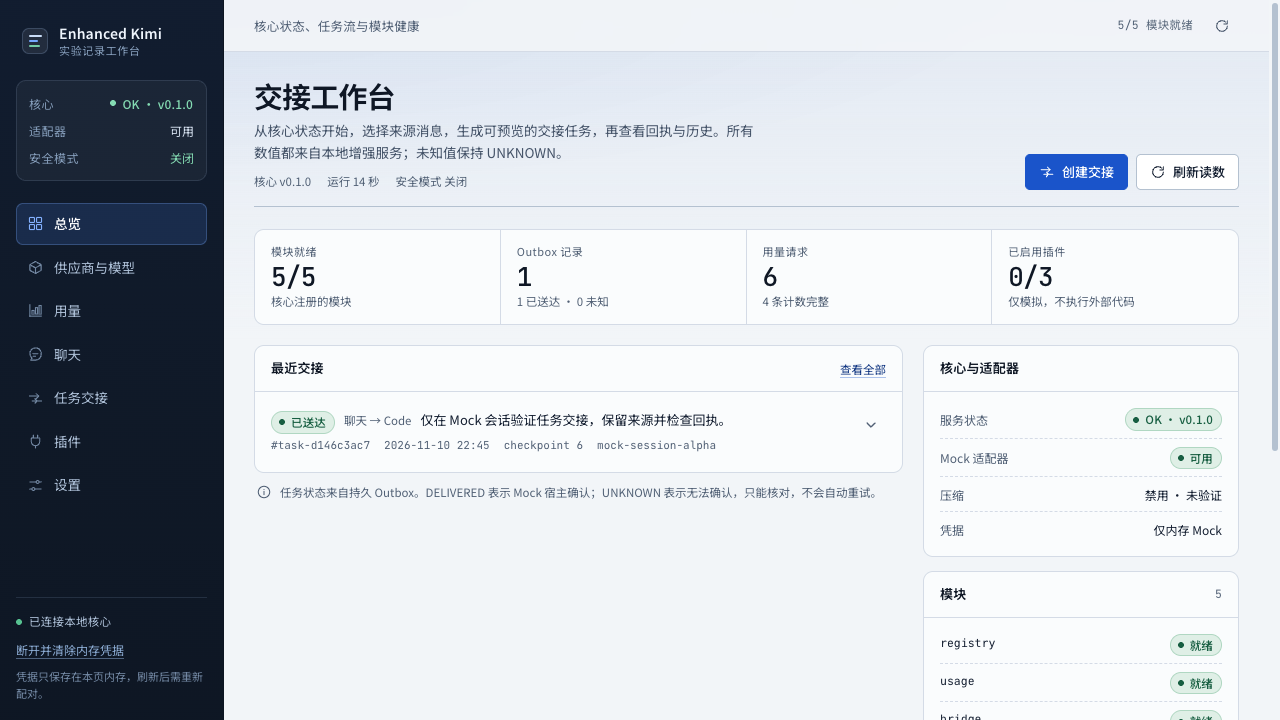 Enhanced Kimi
实验记录工作台
核心
OK · v0.1.0
适配器
可用
安全模式
关闭
总览
供应商与模型
用量
聊天
任务交接
插件
设置
已连接本地核心
断开并清除内存凭据
凭据只保存在本页内存，刷新后需重新
配对。
核心状态、任务流与模块健康
5/5 模块就绪
交接工作台
从核心状态开始，选择来源消息，生成可预览的交接任务，再查看回执与历史。所有
数值都来自本地增强服务；未知值保持 UNKNOWN。
核心 v0.1.0 运行 14 秒 安全模式 关闭
创建交接
刷新读数
模块就绪
5/5
核心注册的模块
Outbox 记录
1
1 已送达 · 0 未知
用量请求
6
4 条计数完整
已启用插件
0/3
仅模拟，不执行外部代码
最近交接
查看全部
已送达 聊天 → Code 仅在 Mock 会话验证任务交接，保留来源并检查回执。
#task-d146c3ac7 2026-11-10 22:45 checkpoint 6 mock-session-alpha
任务状态来自持久 Outbox。DELIVERED 表示 Mock 宿主确认；UNKNOWN 表示无法确认，只能核对，不会自动重试。
核心与适配器
服务状态
OK · v0.1.0
Mock 适配器
可用
压缩
禁用 · 未验证
凭据
仅内存 Mock
模块
5
registry
就绪
usage
就绪
bridge
就绪